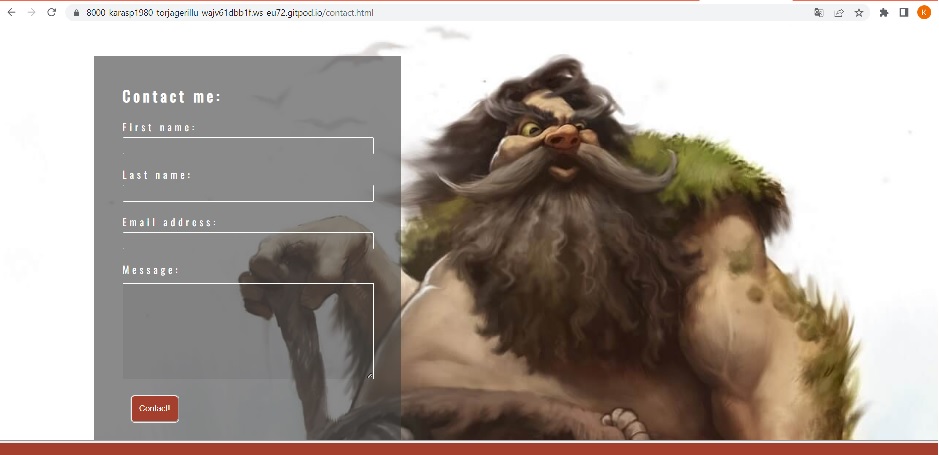 8000-karasp1980-torjagerillu-wajv61dbb1f.ws-eu72.gitpod.io/contact.html
K
Contact me:
First name:
Last name:
Email address:
Message:
Contact!